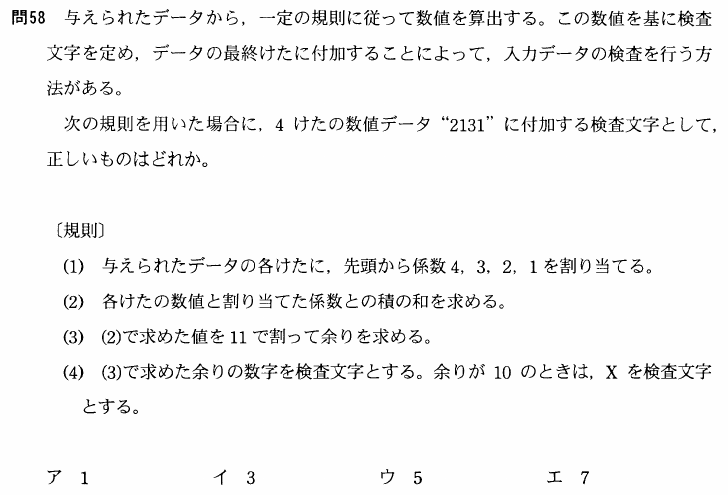 問58 与えられたデータから，一定の規則に従って数値を算出する。この数値を基に検査
文字を定め，データの最終けたに付加することによって，入力データの検査を行う方
法がある。
次の規則を用いた場合に，4 けたの数値データ “2131” に付加する検査文字として，
正しいものはどれか。
〔規則〕
(1) 与えられたデータの各けたに，先頭から係数 4，3，2，1 を割り当てる。
(2) 各けたの数値と割り当てた係数との積の和を求める。
(3) (2)で求めた値を 11 で割って余りを求める。
(4) (3)で求めた余りの数字を検査文字とする。余りが 10 のときは，X を検査文字
とする。
ア 1 イ 3 ウ 5 エ 7